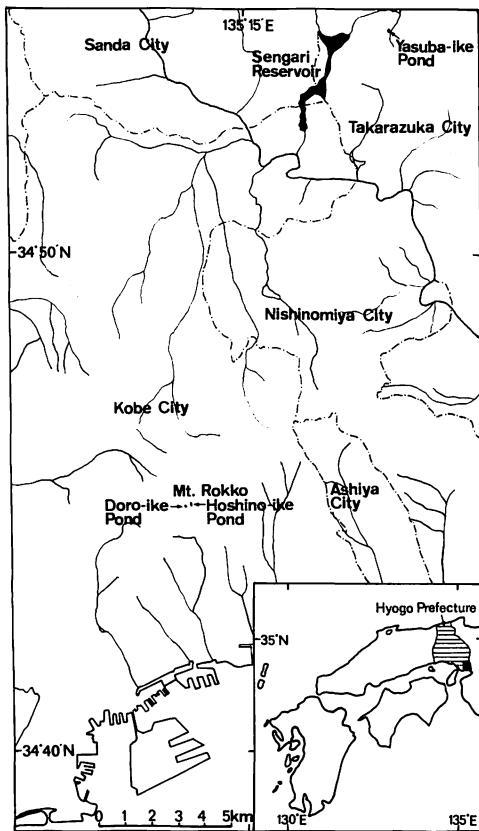 135°15'E
Sanda City
Sengari
Reservoir
Yasuba-ike
Pond
Takarazuka City
34°50'N
Nishinomiya City
Kobe City
Mt. Rokko
Doro-ike
Pond
Hoshino-ike
Pond
Ashiya
City
Hyogo Prefecture
35°N
34°40'N
0 1 2 3 4 5km
130°E
135°E